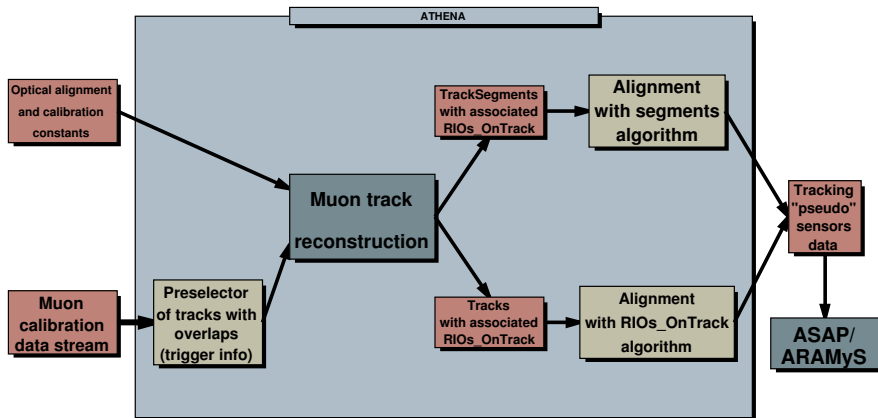 ATHENA
Optical alignment
and calibration
constants
TrackSegments
with associated
RIOs_OnTrack
Alignment
with segments
algorithm
Muon track
reconstruction
Tracking
"pseudo"
sensors
data
Muon
calibration
data stream
Preselector
of tracks with
overlaps
(trigger info)
Tracks
with associated
RIOs_OnTrack
Alignment
with RIOs_OnTrack
algorithm
ASAP/
ARAMyS